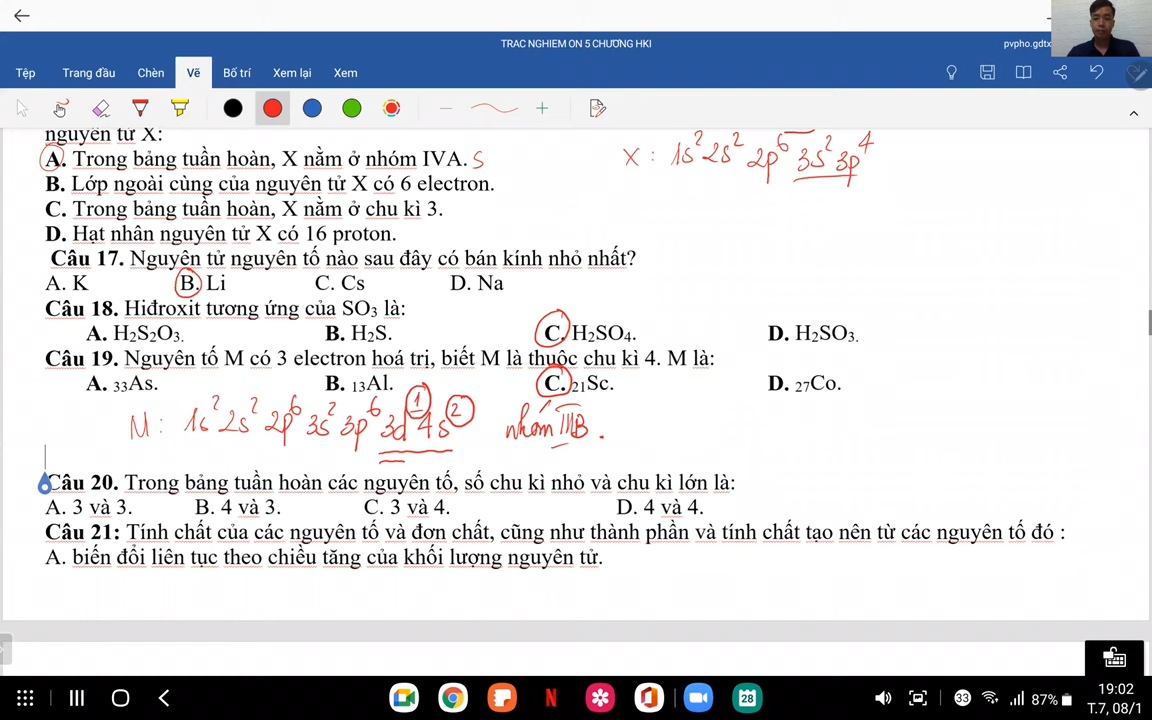 TRAC NGHIEM ON 5 CHUONG HKI
pvpho.gdtx
Tệp Trang đầu Chèn Vẽ Bố trí Xem lại Xem
nguyên tử X:
A. Trong bảng tuần hoàn, X nằm ở nhóm IVA. S
X : 1s² 2s² 2p⁶ 3s² 3p⁴
B. Lớp ngoài cùng của nguyên tử X có 6 electron.
C. Trong bảng tuần hoàn, X nằm ở chu kì 3.
D. Hạt nhân nguyên tử X có 16 proton.
Câu 17. Nguyên tử nguyên tố nào sau đây có bán kính nhỏ nhất?
A. K B. Li C. Cs D. Na
Câu 18. Hiđroxit tương ứng của SO₃ là:
A. H₂S₂O₃. B. H₂S. C. H₂SO₄. D. H₂SO₃.
Câu 19. Nguyên tố M có 3 electron hoá trị, biết M là thuộc chu kì 4. M là:
A. ₃₃As. B. ₁₃Al. C. ₂₁Sc. D. ₂₇Co.
M : 1s² 2s² 2p⁶ 3s² 3p⁶ 3d¹ 4s² nhóm IIIB .
Câu 20. Trong bảng tuần hoàn các nguyên tố, số chu kì nhỏ và chu kì lớn là:
A. 3 và 3. B. 4 và 3. C. 3 và 4. D. 4 và 4.
Câu 21: Tính chất của các nguyên tố và đơn chất, cũng như thành phần và tính chất tạo nên từ các nguyên tố đó :
A. biến đổi liên tục theo chiều tăng của khối lượng nguyên tử.
N 28 33 87% 19:02
T.7, 08/1